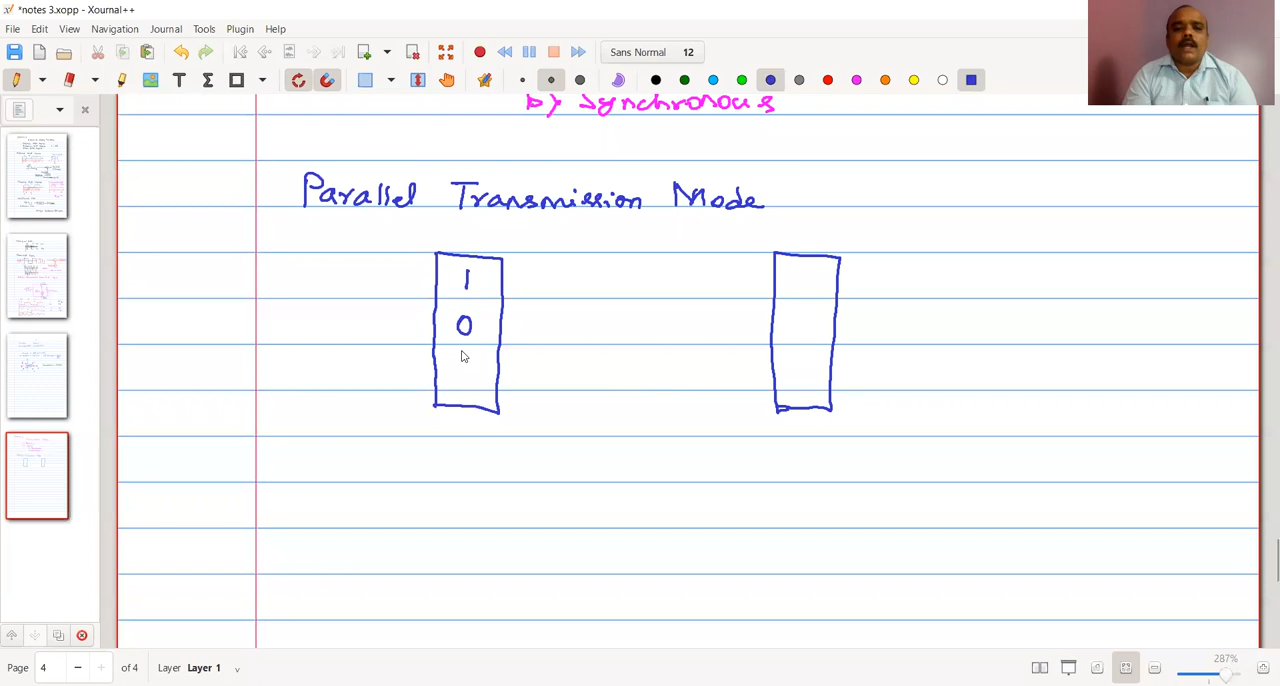 *notes 3.xopp - Xournal++
File Edit View Navigation Journal Tools Plugin Help
Sans Normal 12
b) Synchronous
Parallel Transmission Mode
1
0
Page 4 of 4 Layer Layer 1 287%